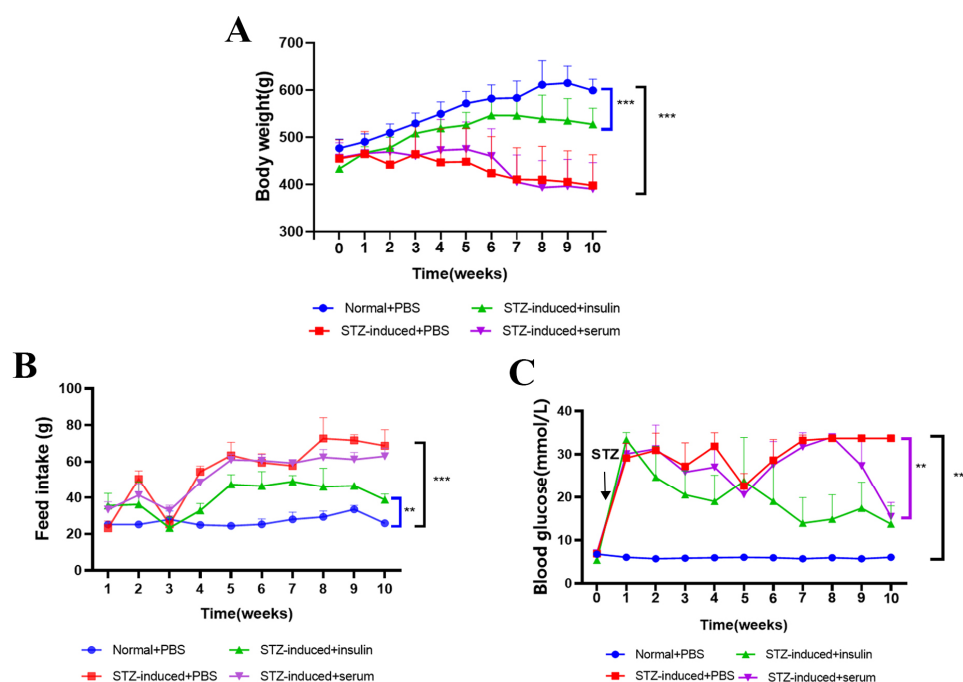 A
700
600
500
400
300
Body weight(g)
0 1 2 3 4 5 6 7 8 9 10
Time(weeks)
***
***
Normal+PBS STZ-induced+insulin
STZ-induced+PBS STZ-induced+serum
B
100
80
60
40
20
0
Feed intake (g)
1 2 3 4 5 6 7 8 9 10
Time(weeks)
**
***
Normal+PBS STZ-induced+insulin
STZ-induced+PBS STZ-induced+serum
C
40
30
20
10
0
Blood glucose(mmol/L)
STZ
0 1 2 3 4 5 6 7 8 9 10
Time(weeks)
**
**
Normal+PBS STZ-induced+insulin
STZ-induced+PBS STZ-induced+serum